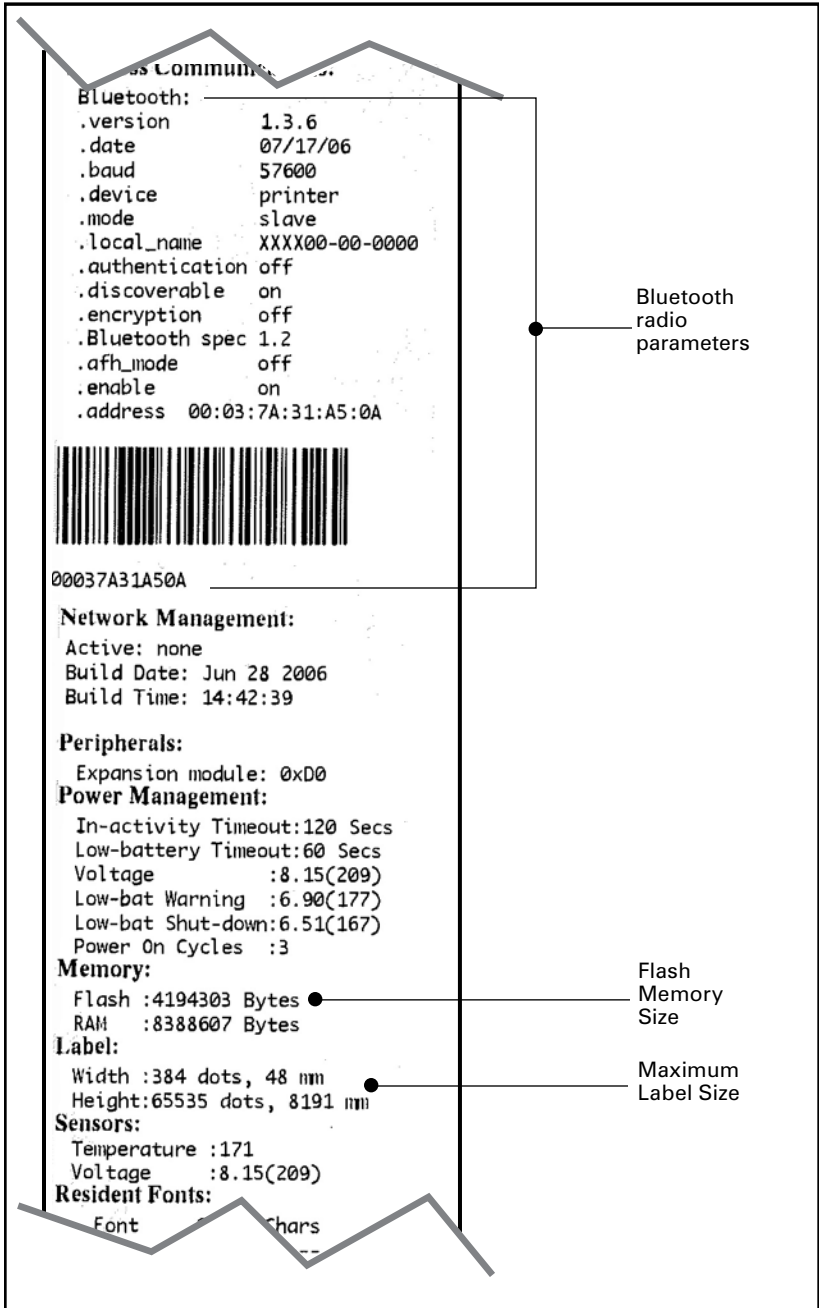 Bluetooth:
.version 1.3.6
.date 07/17/06
.baud 57600
.device printer
.mode slave
.local_name XXXX00-00-0000
.authentication off
.discoverable on
.encryption off
.Bluetooth spec 1.2
.afh_mode off
.enable on
.address 00:03:7A:31:A5:0A
00037A31A50A
Network Management:
Active: none
Build Date: Jun 28 2006
Build Time: 14:42:39
Peripherals:
Expansion module: 0xD0
Power Management:
In-activity Timeout:120 Secs
Low-battery Timeout:60 Secs
Voltage :8.15(209)
Low-bat Warning :6.90(177)
Low-bat Shut-down:6.51(167)
Power On Cycles :3
Memory:
Flash :4194303 Bytes
RAM :8388607 Bytes
Label:
Width :384 dots, 48 mm
Height:65535 dots, 8191 mm
Sensors:
Temperature :171
Voltage :8.15(209)
Resident Fonts:
Font Chars
Bluetooth
radio
parameters
Flash
Memory
Size
Maximum
Label Size